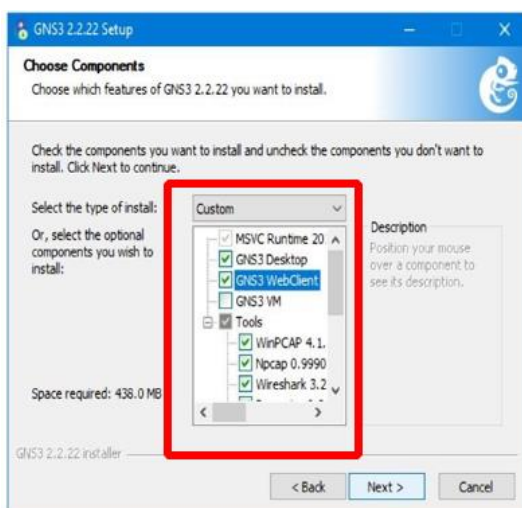 GNS3 2.2.22 Setup
Choose Components
Choose which features of GNS3 2.2.22 you want to install.
Check the components you want to install and uncheck the components you don't want to
install. Click Next to continue.
Select the type of install:
Custom
Or, select the optional
components you wish to
install:
MSVC Runtime 20
GNS3 Desktop
GNS3 WebClient
GNS3 VM
Tools
WinPCAP 4.1.
Npcap 0.9990
Wireshark 3.2
Description
Position your mouse
over a component to
see its description.
Space required: 438.0 MB
GNS3 2.2.22 installer
< Back
Next >
Cancel